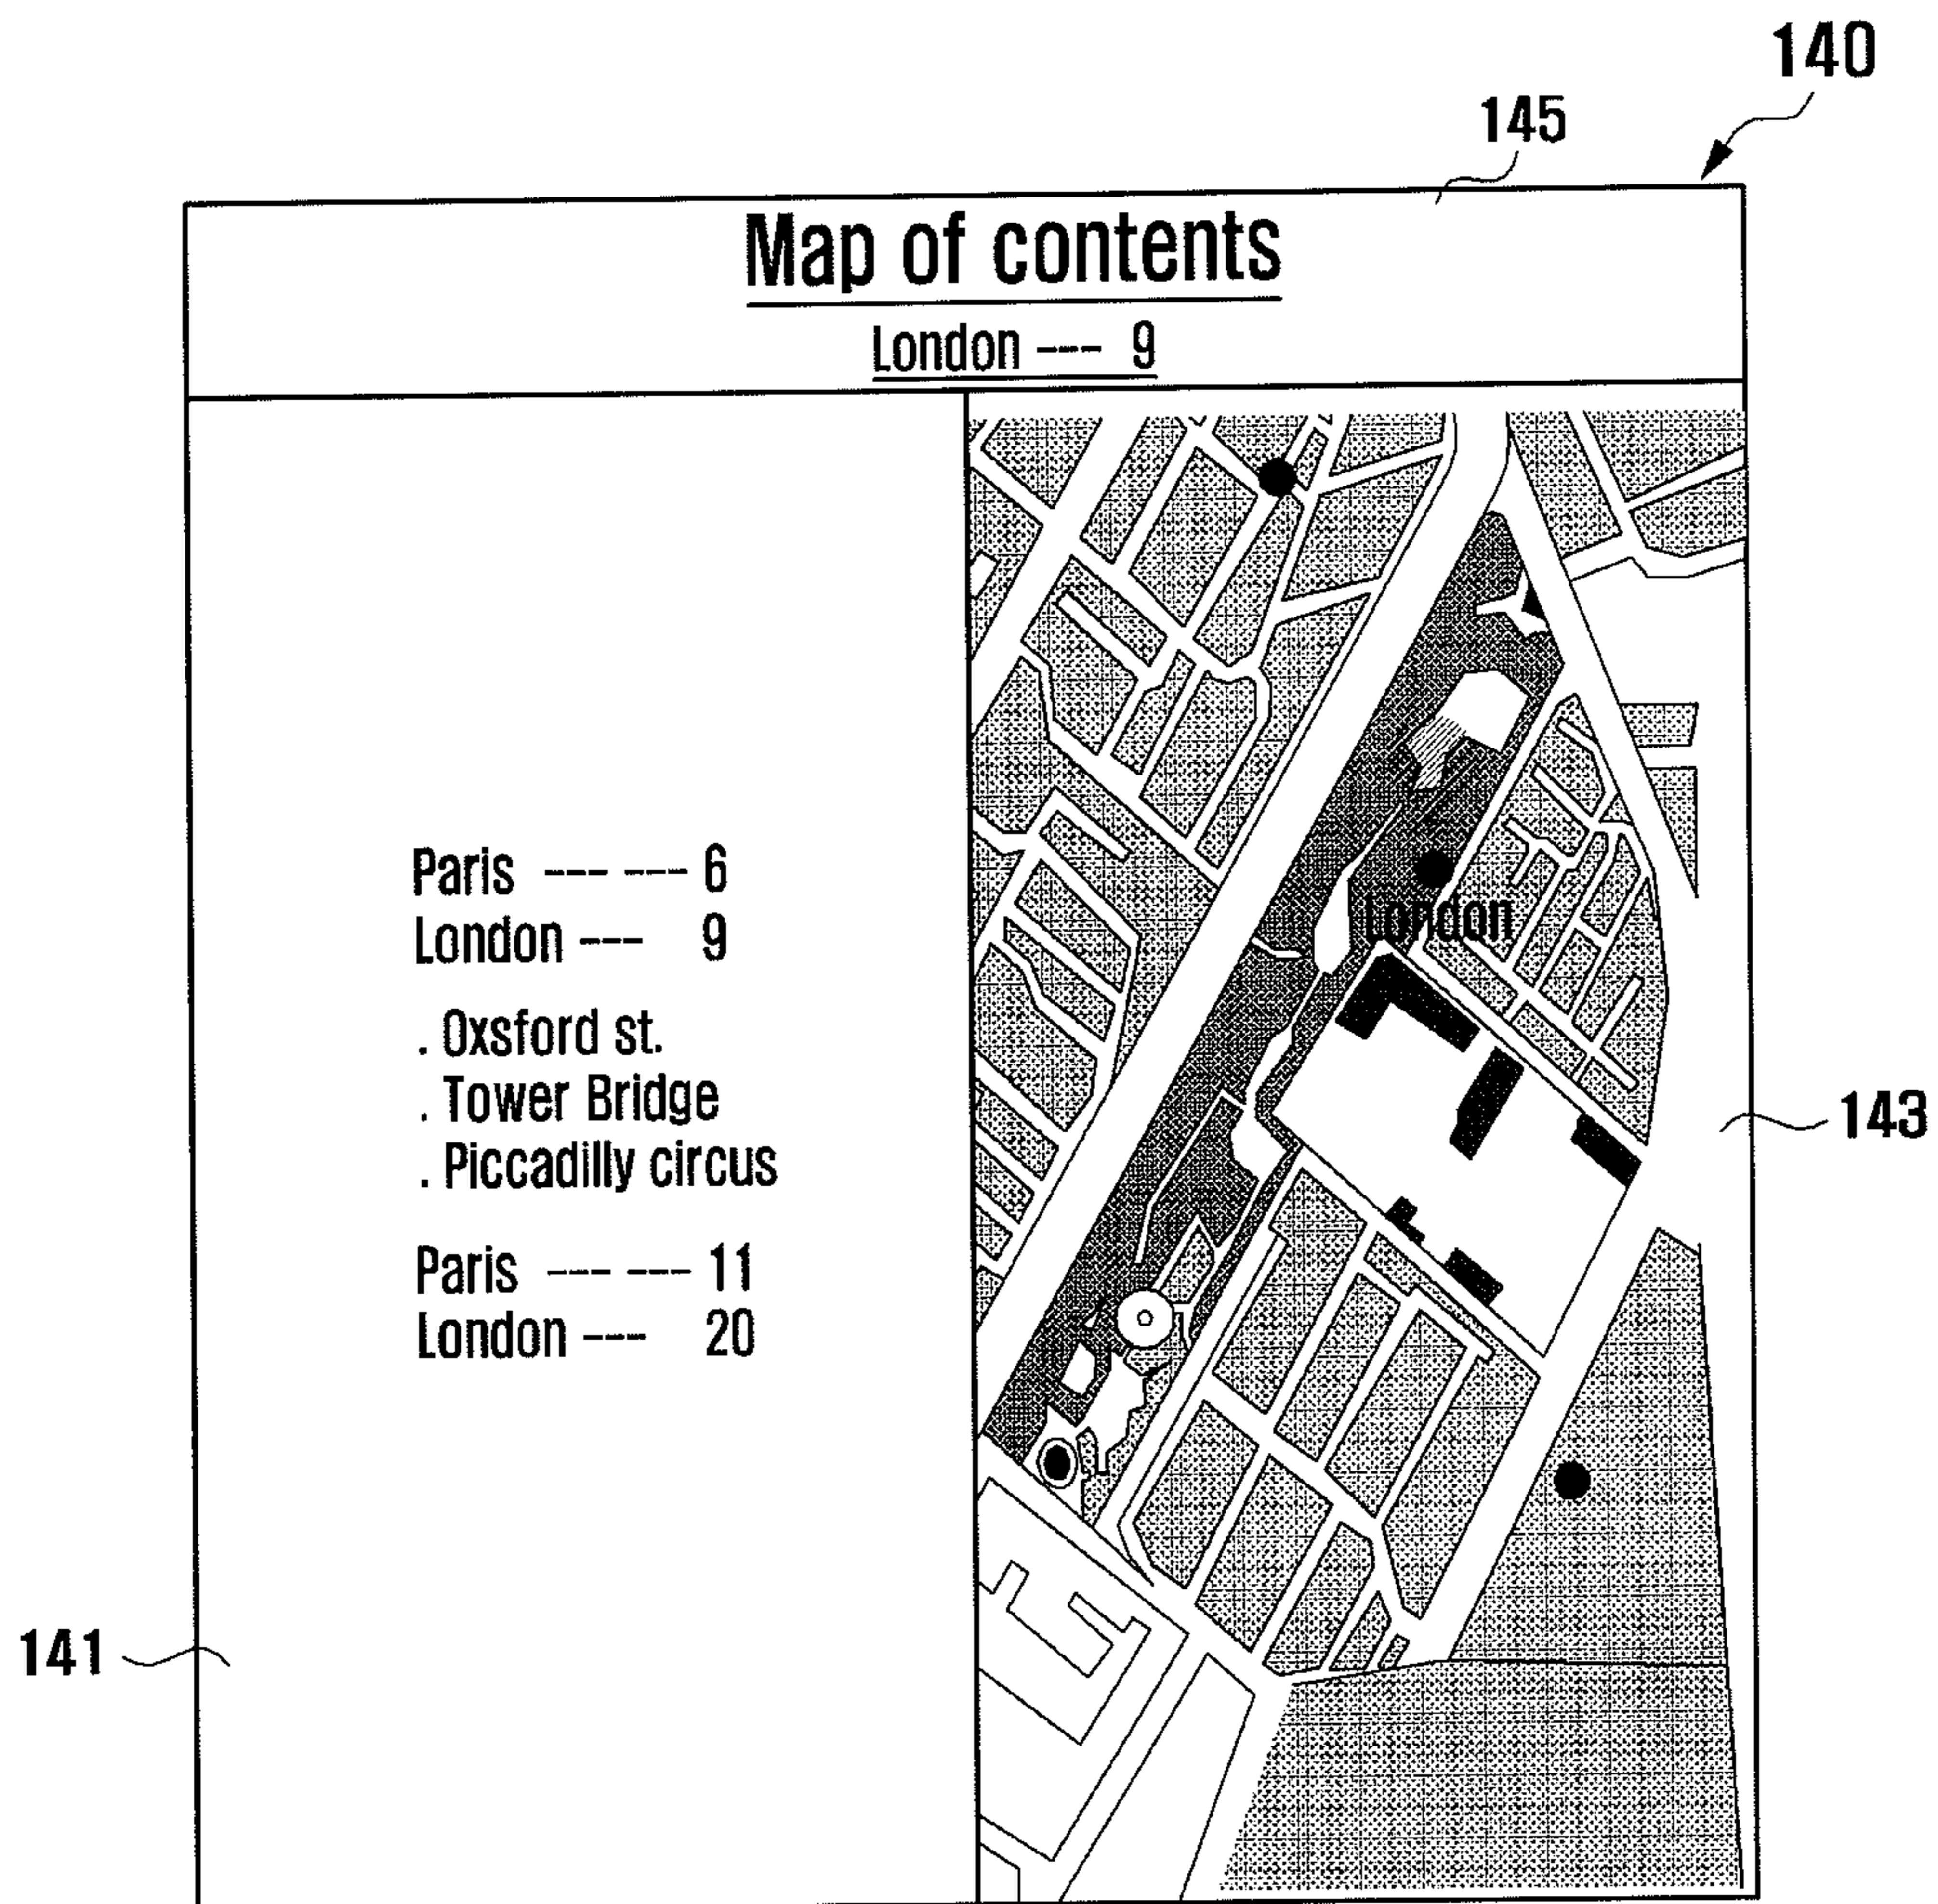 140
145
Map of contents
London --- 9
Paris --- --- 6
London --- 9
. Oxsford st.
. Tower Bridge
. Piccadilly circus
Paris --- --- 11
London --- 20
London
143
141